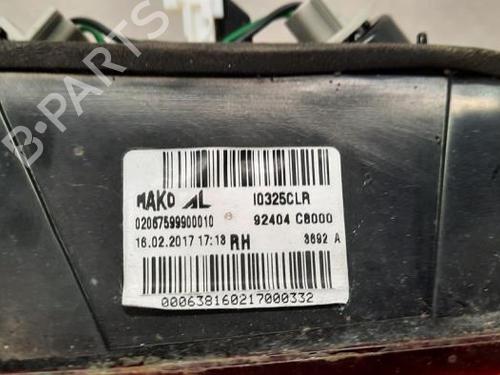 MAKO AL I0325CLR
02067599900010 92404 C8000
16.02.2017 17:18 RH 3692 A
000638160217000332
B-PARTS